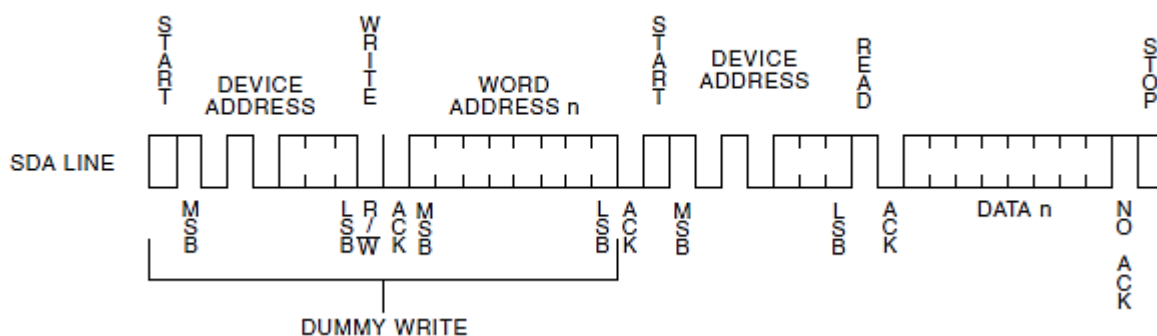 START
DEVICE
ADDRESS
WRITE
WORD
ADDRESS n
START
DEVICE
ADDRESS
READ
STOP
SDA LINE
MSB
LSB
R/W
ACK
MSB
LSB
ACK
MSB
LSB
ACK
DATA n
NO ACK
DUMMY WRITE